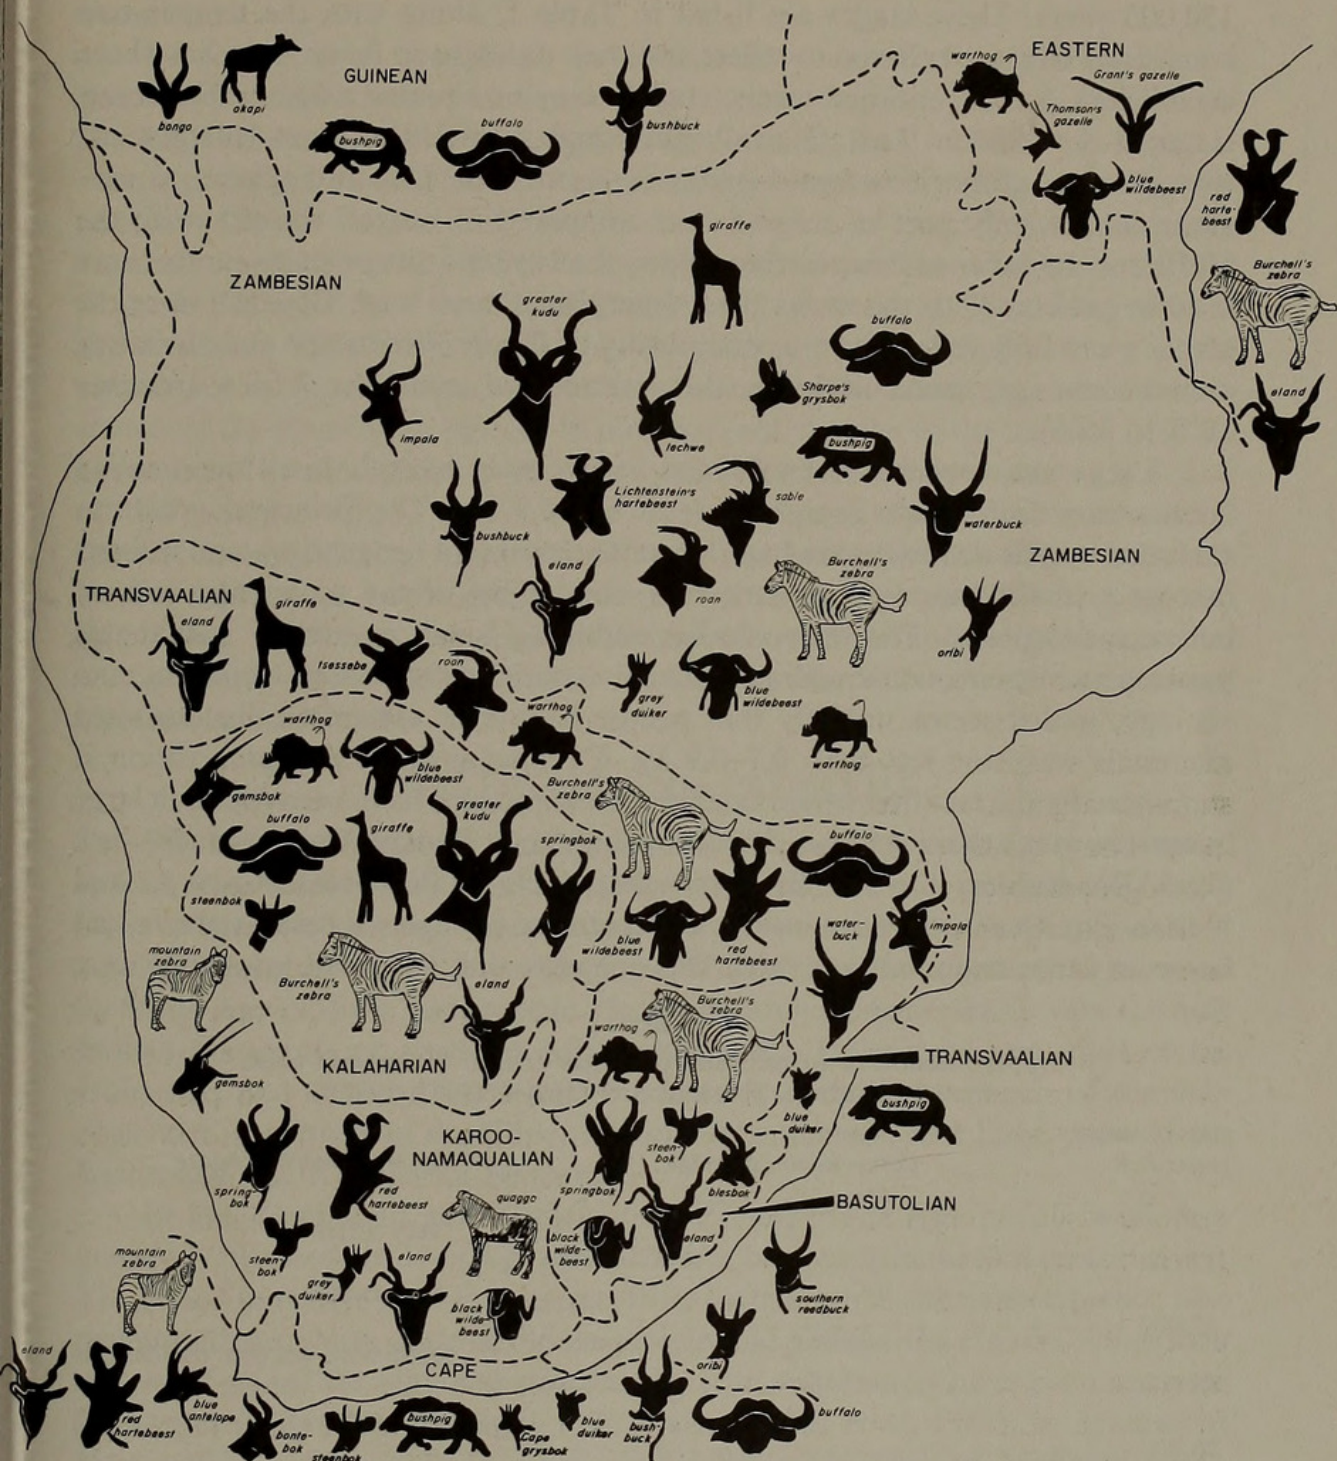 GUINEAN
bongo
okapi
bushpig
buffalo
bushbuck
EASTERN
warthog
Grant's gazelle
Thomson's
gazelle
blue
wildebeest
red
harte-
beest
Burchell's
zebra
eland
ZAMBESIAN
giraffe
greater
kudu
buffalo
impala
lechwe
Sharpe's
grysbok
bushpig
bushbuck
Lichtenstein's
hartebeest
sable
waterbuck
ZAMBESIAN
eland
roan
Burchell's
zebra
oribi
grey
duiker
blue
wildebeest
warthog
TRANSVAALIAN
eland
giraffe
tsessebe
roan
warthog
Burchell's
zebra
blue
wildebeest
red
hartebeest
buffalo
water-
buck
impala
warthog
gemsbok
blue
wildebeest
buffalo
giraffe
greater
kudu
springbok
steenbok
Burchell's
zebra
eland
KALAHARIAN
mountain
zebra
gemsbok
KAROO-
NAMAQUALIAN
spring-
bok
red
hartebeest
quagga
steen-
bok
grey
duiker
eland
black
wilde-
beest
warthog
Burchell's
zebra
TRANSVAALIAN
blue
duiker
bushpig
springbok
steen-
bok
blesbok
BASUTOLIAN
black
wilde-
beest
eland
southern
reedbuck
oribi
mountain
zebra
CAPE
eland
red
hartebeest
blue
antelope
bonte-
bok
steenbok
bushpig
Cape
grysbok
blue
duiker
bush-
buck
buffalo